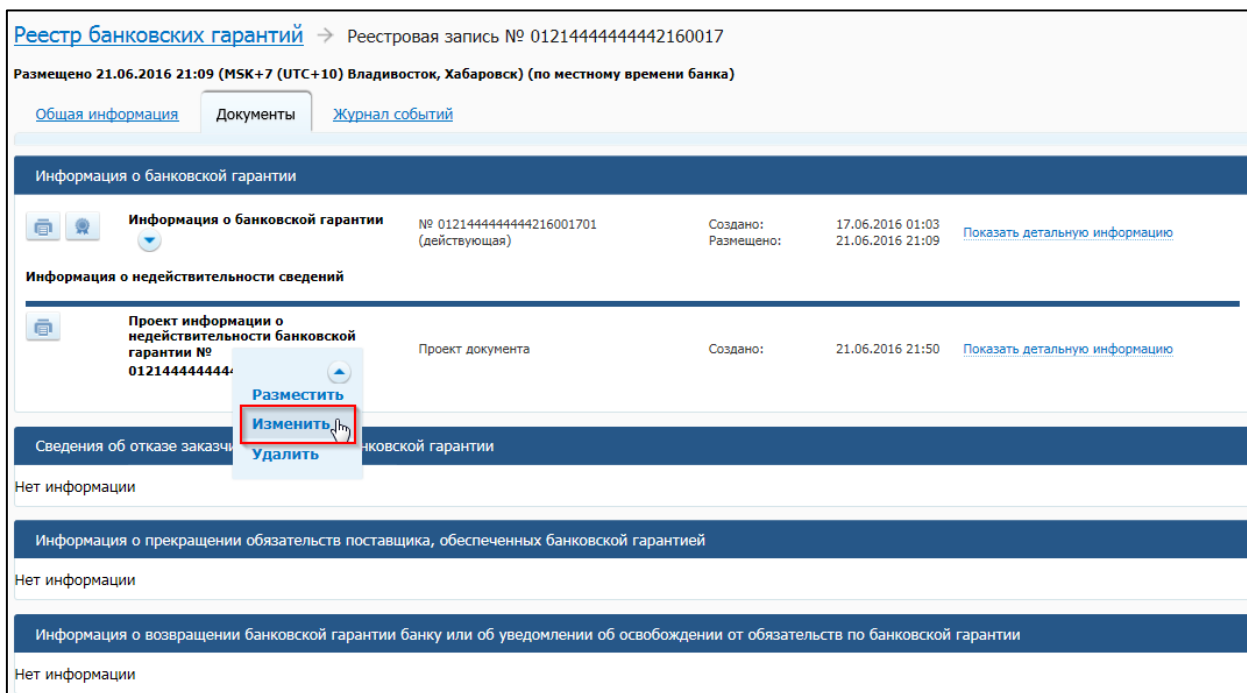 Реестр банковских гарантий → Реестровая запись № 01214444444442160017
Размещено 21.06.2016 21:09 (MSK+7 (UTC+10) Владивосток, Хабаровск) (по местному времени банка)
Общая информация Документы Журнал событий
Информация о банковской гарантии
Информация о банковской гарантии № 0121444444444216001701 Создано: 17.06.2016 01:03 Показать детальную информацию
(действующая) Размещено: 21.06.2016 21:09
Информация о недействительности сведений
Проект информации о
недействительности банковской
гарантии № Проект документа Создано: 21.06.2016 21:50 Показать детальную информацию
012144444444
Разместить
Изменить
Удалить
Сведения об отказе нковской гарантии
Нет информации
Информация о прекращении обязательств поставщика, обеспеченных банковской гарантией
Нет информации
Информация о возвращении банковской гарантии банку или об уведомлении об освобождении от обязательств по банковской гарантии
Нет информации